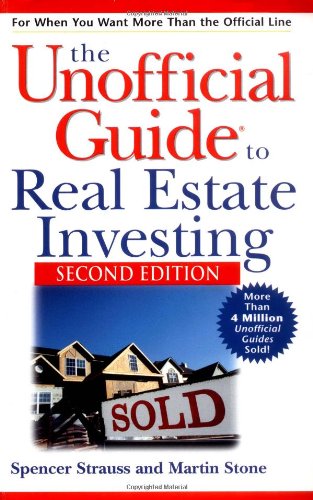 For When You Want More Than the Official Line
the
Unofficial
Guide® to
Real Estate
Investing
SECOND EDITION
More
Than
4 Million
Unofficial
Guides
Sold!
SOLD
Spencer Strauss and Martin Stone